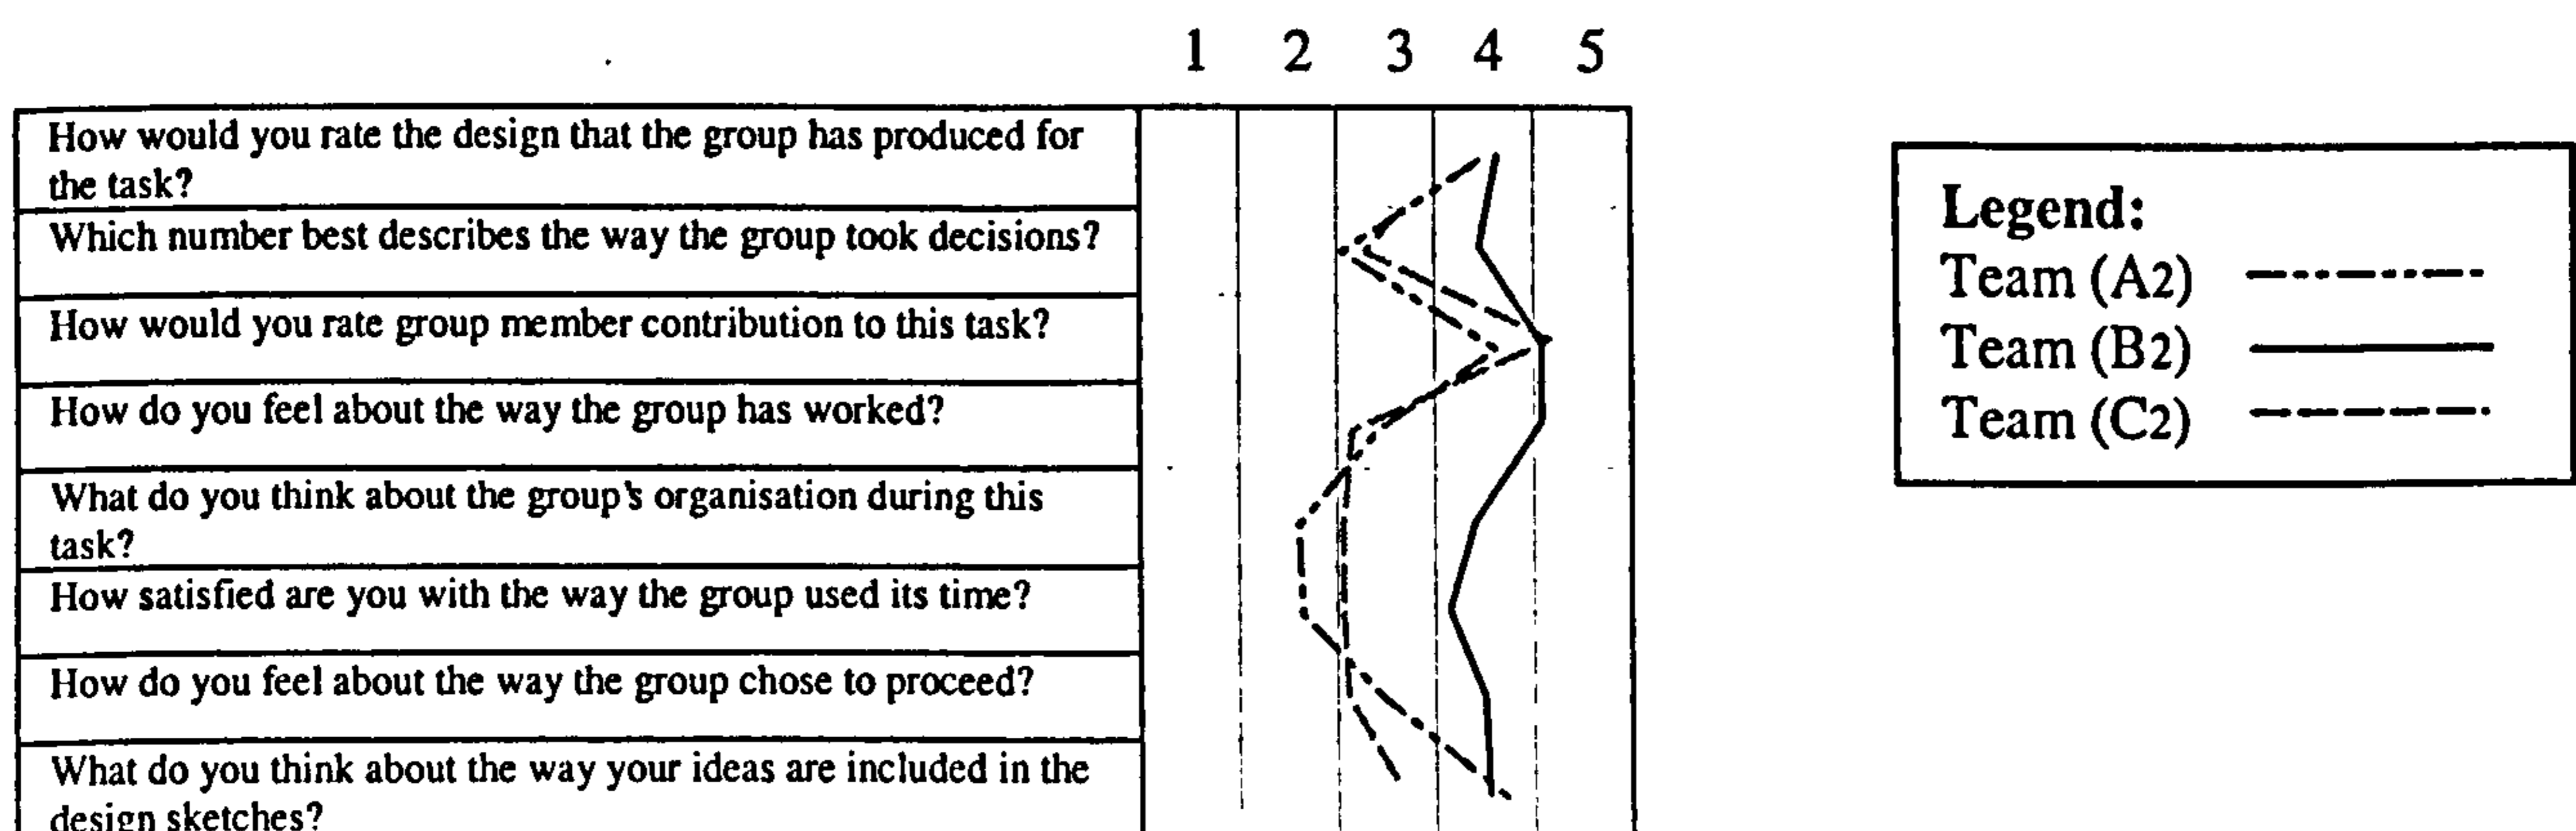 1 2 3 4 5
How would you rate the design that the group has produced for
the task?
Which number best describes the way the group took decisions?
How would you rate group member contribution to this task?
How do you feel about the way the group has worked?
What do you think about the group's organisation during this
task?
How satisfied are you with the way the group used its time?
How do you feel about the way the group chose to proceed?
What do you think about the way your ideas are included in the
design sketches?
Legend:
Team (A2)
Team (B2)
Team (C2)